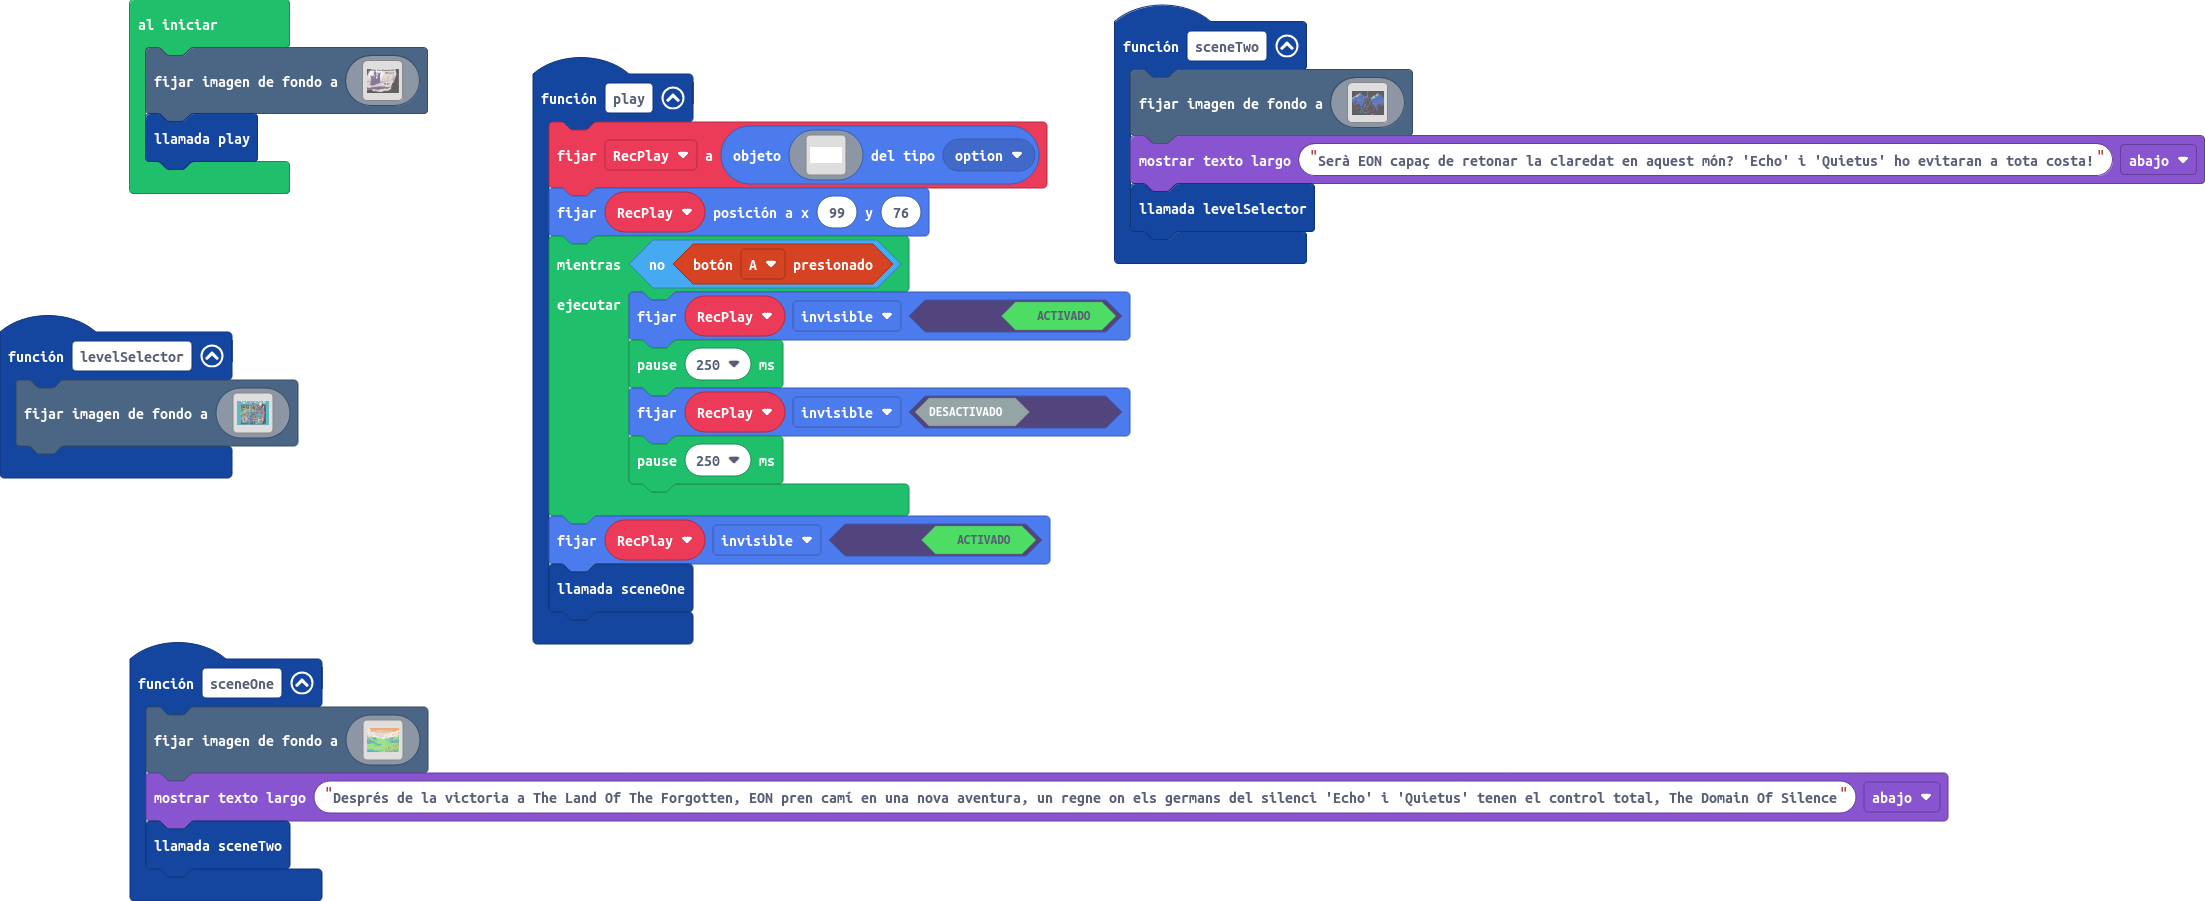 al iniciar
fijar imagen de fondo a
llamada play
función levelSelector
fijar imagen de fondo a
función play
fijar RecPlay a objeto del tipo option
fijar RecPlay posición a x 99 y 76
mientras no botón A presionado
ejecutar fijar RecPlay invisible ACTIVADO
pause 250 ms
fijar RecPlay invisible DESACTIVADO
pause 250 ms
fijar RecPlay invisible ACTIVADO
llamada sceneOne
función sceneTwo
fijar imagen de fondo a
mostrar texto largo "Serà EON capaç de retonar la claredat en aquest món? 'Echo' i 'Quietus' ho evitaran a tota costa!" abajo
llamada levelSelector
función sceneOne
fijar imagen de fondo a
mostrar texto largo "Després de la victoria a The Land Of The Forgotten, EON pren camí en una nova aventura, un regne on els germans del silenci 'Echo' i 'Quietus' tenen el control total, The Domain Of Silence" abajo
llamada sceneTwo